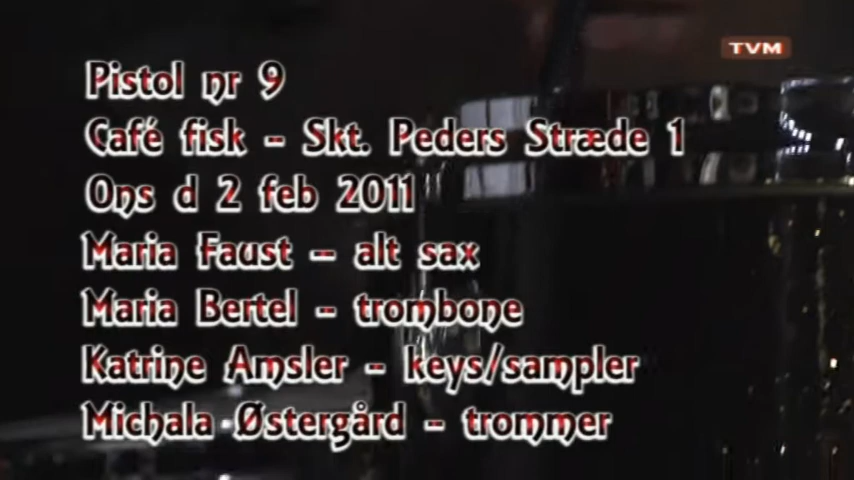 TVM
Pistol nr 9
Café fisk - Skt. Peders Stræde 1
Ons d 2 feb 2011
Maria Faust - alt sax
Maria Bertel - trombone
Katrine Amsler - keys/sampler
Michala Østergård - trommer